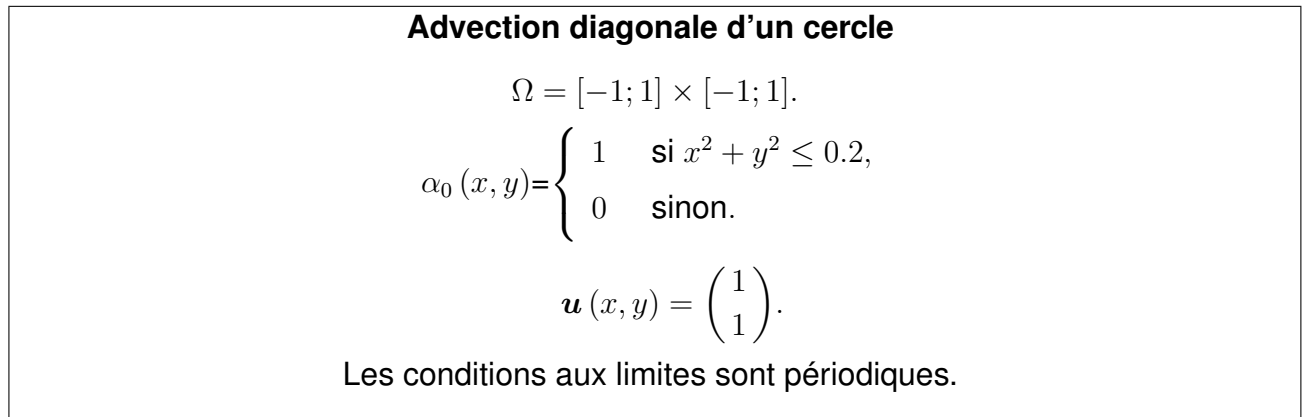 Advection diagonale d'un cercle
Ω = [−1; 1] × [−1; 1].
α₀ (x, y)= { 1 si x² + y² ≤ 0.2,
0 sinon.
u (x, y) = (1
1).
Les conditions aux limites sont périodiques.